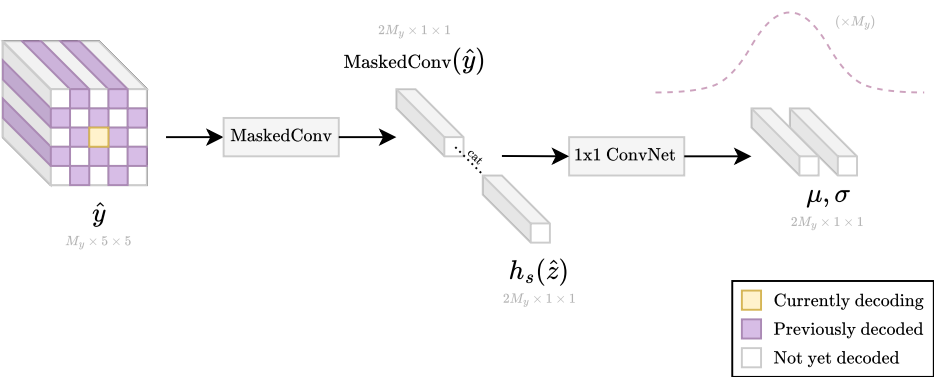 2M_y × 1 × 1
(×M_y)
MaskedConv(ŷ)
MaskedConv
cat
1x1 ConvNet
ŷ
M_y × 5 × 5
μ, σ
2M_y × 1 × 1
h_s(ẑ)
2M_y × 1 × 1
Currently decoding
Previously decoded
Not yet decoded